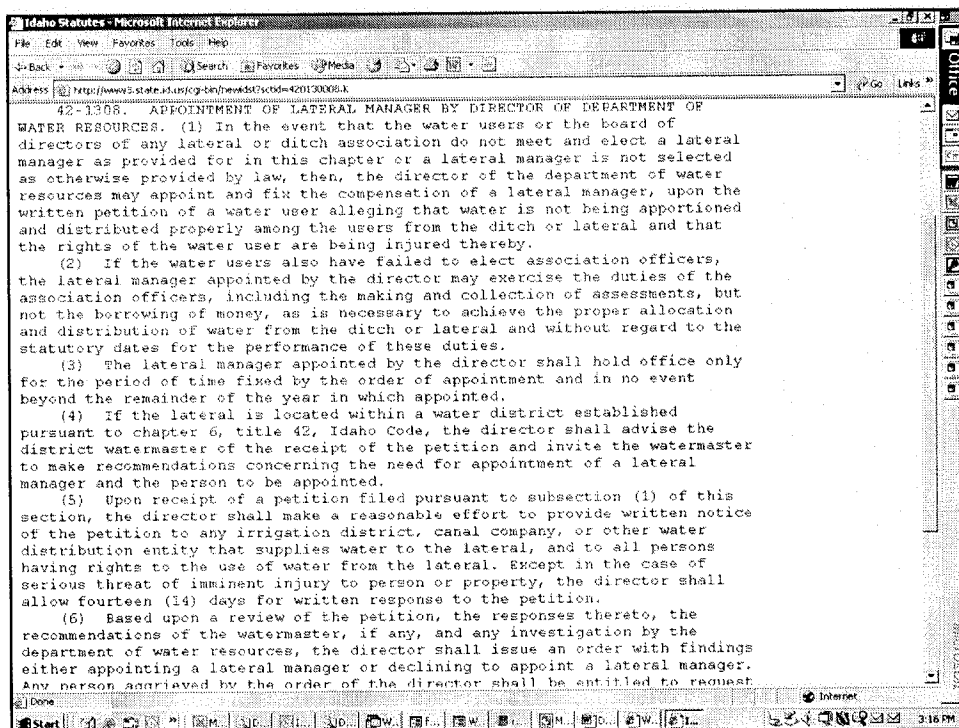 Idaho Statutes - Microsoft Internet Explorer
File Edit View Favorites Tools Help
Back Search Favorites Media
Address http://www3.state.id.us/cgi-bin/newidst?sctid=420130008.K Go Links »
Office
42-1308. APPOINTMENT OF LATERAL MANAGER BY DIRECTOR OF DEPARTMENT OF
WATER RESOURCES. (1) In the event that the water users or the board of
directors of any lateral or ditch association do not meet and elect a lateral
manager as provided for in this chapter or a lateral manager is not selected
as otherwise provided by law, then, the director of the department of water
resources may appoint and fix the compensation of a lateral manager, upon the
written petition of a water user alleging that water is not being apportioned
and distributed properly among the users from the ditch or lateral and that
the rights of the water user are being injured thereby.
(2) If the water users also have failed to elect association officers,
the lateral manager appointed by the director may exercise the duties of the
association officers, including the making and collection of assessments, but
not the borrowing of money, as is necessary to achieve the proper allocation
and distribution of water from the ditch or lateral and without regard to the
statutory dates for the performance of these duties.
(3) The lateral manager appointed by the director shall hold office only
for the period of time fixed by the order of appointment and in no event
beyond the remainder of the year in which appointed.
(4) If the lateral is located within a water district established
pursuant to chapter 6, title 42, Idaho Code, the director shall advise the
district watermaster of the receipt of the petition and invite the watermaster
to make recommendations concerning the need for appointment of a lateral
manager and the person to be appointed.
(5) Upon receipt of a petition filed pursuant to subsection (1) of this
section, the director shall make a reasonable effort to provide written notice
of the petition to any irrigation district, canal company, or other water
distribution entity that supplies water to the lateral, and to all persons
having rights to the use of water from the lateral. Except in the case of
serious threat of imminent injury to person or property, the director shall
allow fourteen (14) days for written response to the petition.
(6) Based upon a review of the petition, the responses thereto, the
recommendations of the watermaster, if any, and any investigation by the
department of water resources, the director shall issue an order with findings
either appointing a lateral manager or declining to appoint a lateral manager.
Any person aggrieved by the order of the director shall be entitled to request
Done Internet
Start 3:16 PM